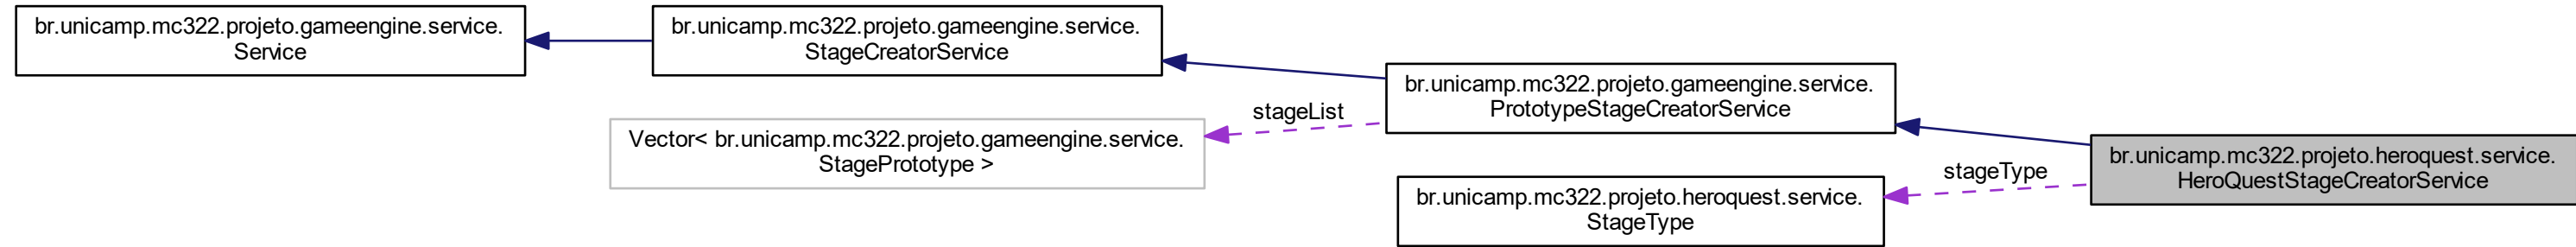 br.unicamp.mc322.projeto.gameengine.service.
Service
br.unicamp.mc322.projeto.gameengine.service.
StageCreatorService
br.unicamp.mc322.projeto.gameengine.service.
PrototypeStageCreatorService
stageList
Vector< br.unicamp.mc322.projeto.gameengine.service.
StagePrototype >
br.unicamp.mc322.projeto.heroquest.service.
HeroQuestStageCreatorService
stageType
br.unicamp.mc322.projeto.heroquest.service.
StageType